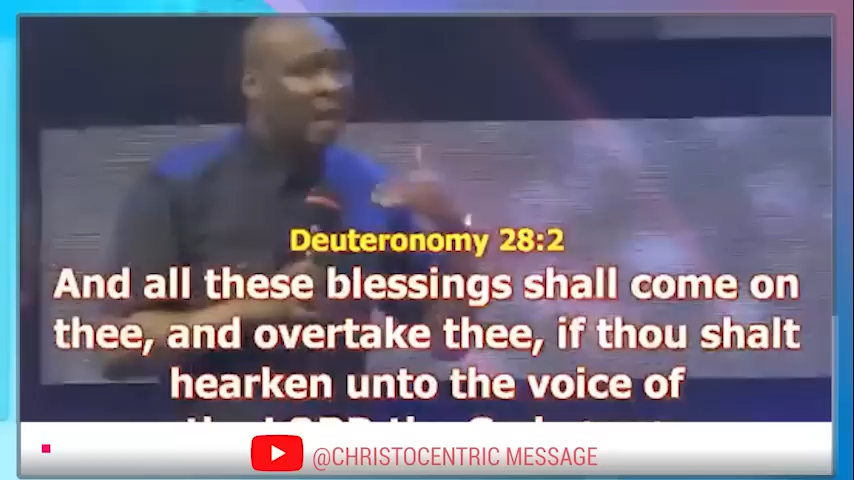 Deuteronomy 28:2
And all these blessings shall come on
thee, and overtake thee, if thou shalt
hearken unto the voice of
@CHRISTOCENTRIC MESSAGE